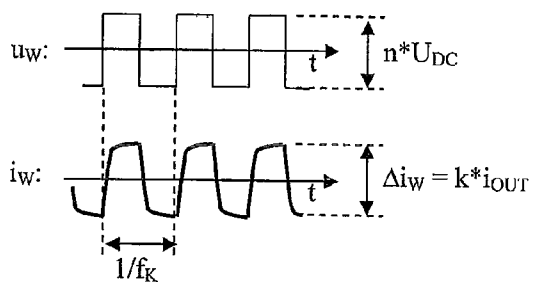 u_W:
t
n*U_DC
i_W:
t
Δi_W = k*i_OUT
1/f_K